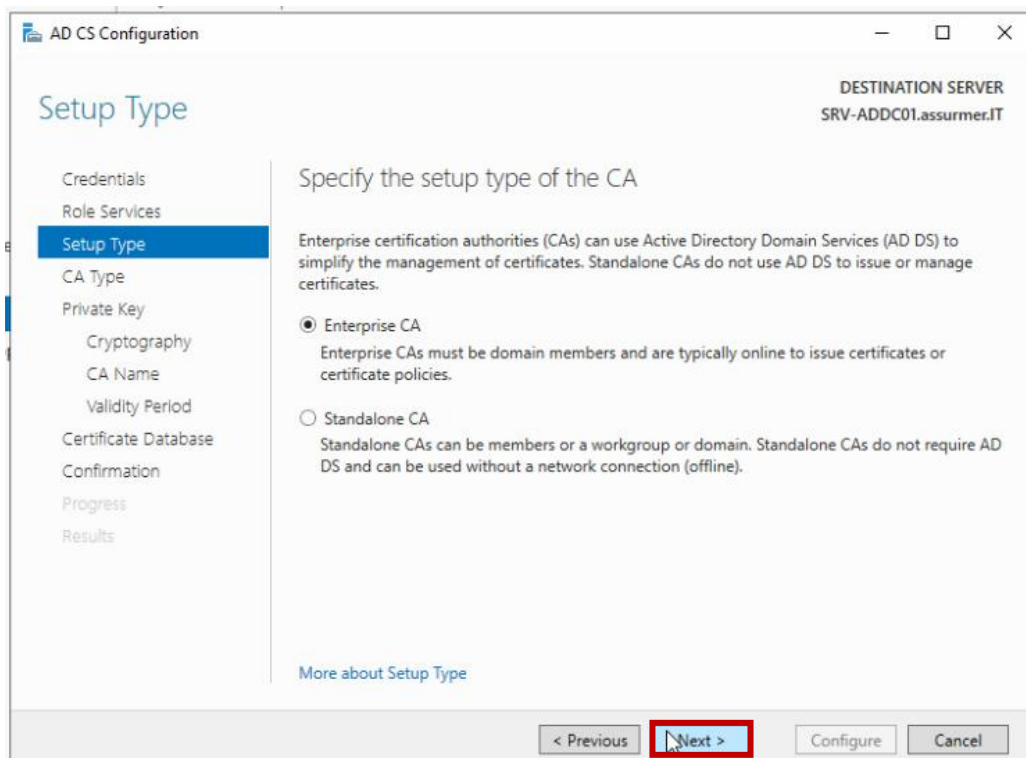 AD CS Configuration
DESTINATION SERVER
SRV-ADDC01.assurmer.IT
Setup Type
Credentials
Role Services
Setup Type
CA Type
Private Key
Cryptography
CA Name
Validity Period
Certificate Database
Confirmation
Progress
Results
Specify the setup type of the CA
Enterprise certification authorities (CAs) can use Active Directory Domain Services (AD DS) to
simplify the management of certificates. Standalone CAs do not use AD DS to issue or manage
certificates.
Enterprise CA
Enterprise CAs must be domain members and are typically online to issue certificates or
certificate policies.
Standalone CA
Standalone CAs can be members or a workgroup or domain. Standalone CAs do not require AD
DS and can be used without a network connection (offline).
More about Setup Type
< Previous
Next >
Configure
Cancel